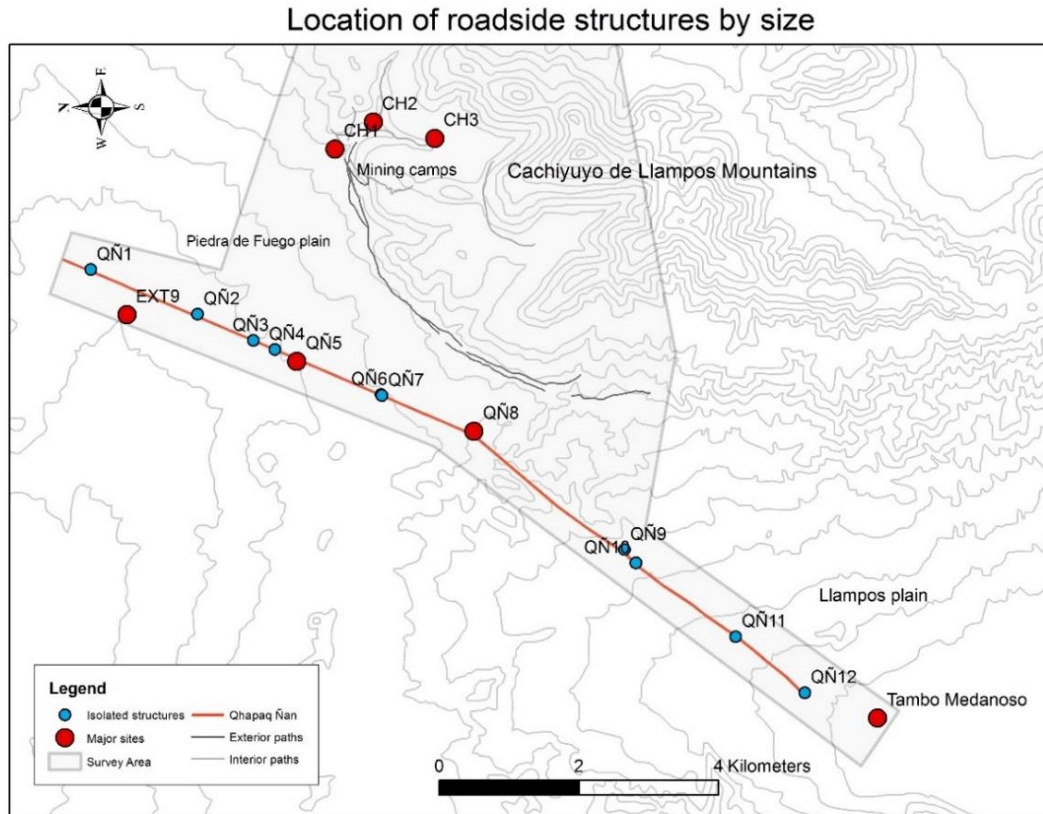 Location of roadside structures by size
E
N
S
W
CH2
CH1
CH3
Mining camps
Cachiyuyo de Llampos Mountains
Piedra de Fuego plain
QÑ1
EXT9
QÑ2
QÑ3
QÑ4
QÑ5
QÑ6
QÑ7
QÑ8
QÑ9
QÑ10
Llampos plain
QÑ11
QÑ12
Tambo Medanoso
Legend
Isolated structures
Qhapaq Ñan
Major sites
Exterior paths
Survey Area
Interior paths
0 2 4 Kilometers